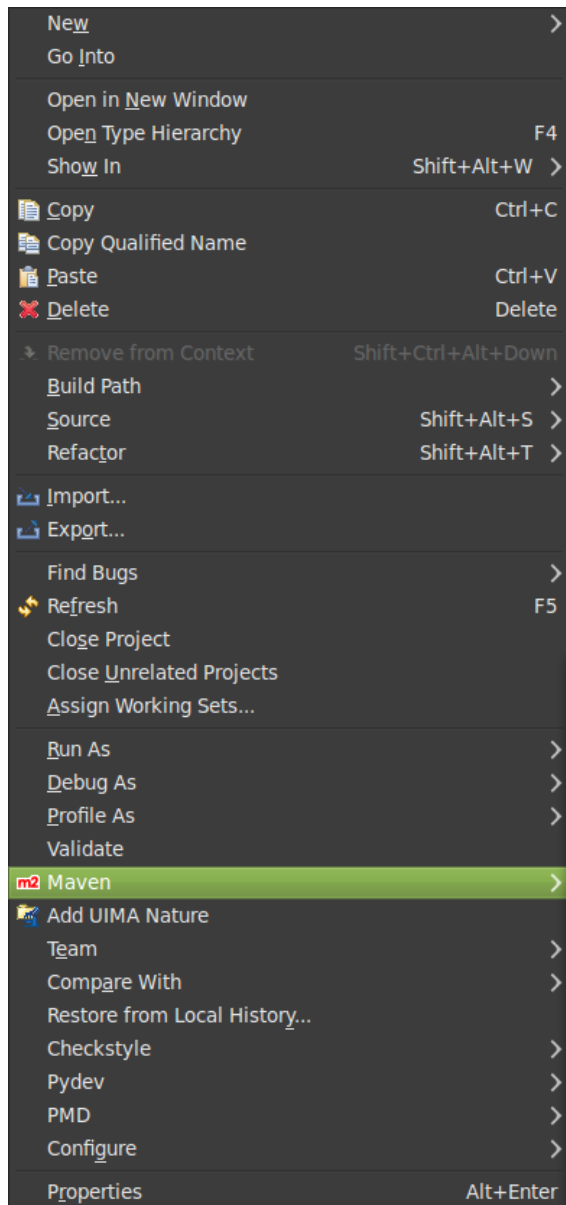 New
Go Into
Open in New Window
Open Type Hierarchy F4
Show In Shift+Alt+W
Copy Ctrl+C
Copy Qualified Name
Paste Ctrl+V
Delete Delete
Remove from Context Shift+Ctrl+Alt+Down
Build Path
Source Shift+Alt+S
Refactor Shift+Alt+T
Import...
Export...
Find Bugs
Refresh F5
Close Project
Close Unrelated Projects
Assign Working Sets...
Run As
Debug As
Profile As
Validate
m2 Maven
Add UIMA Nature
Team
Compare With
Restore from Local History...
Checkstyle
Pydev
PMD
Configure
Properties Alt+Enter